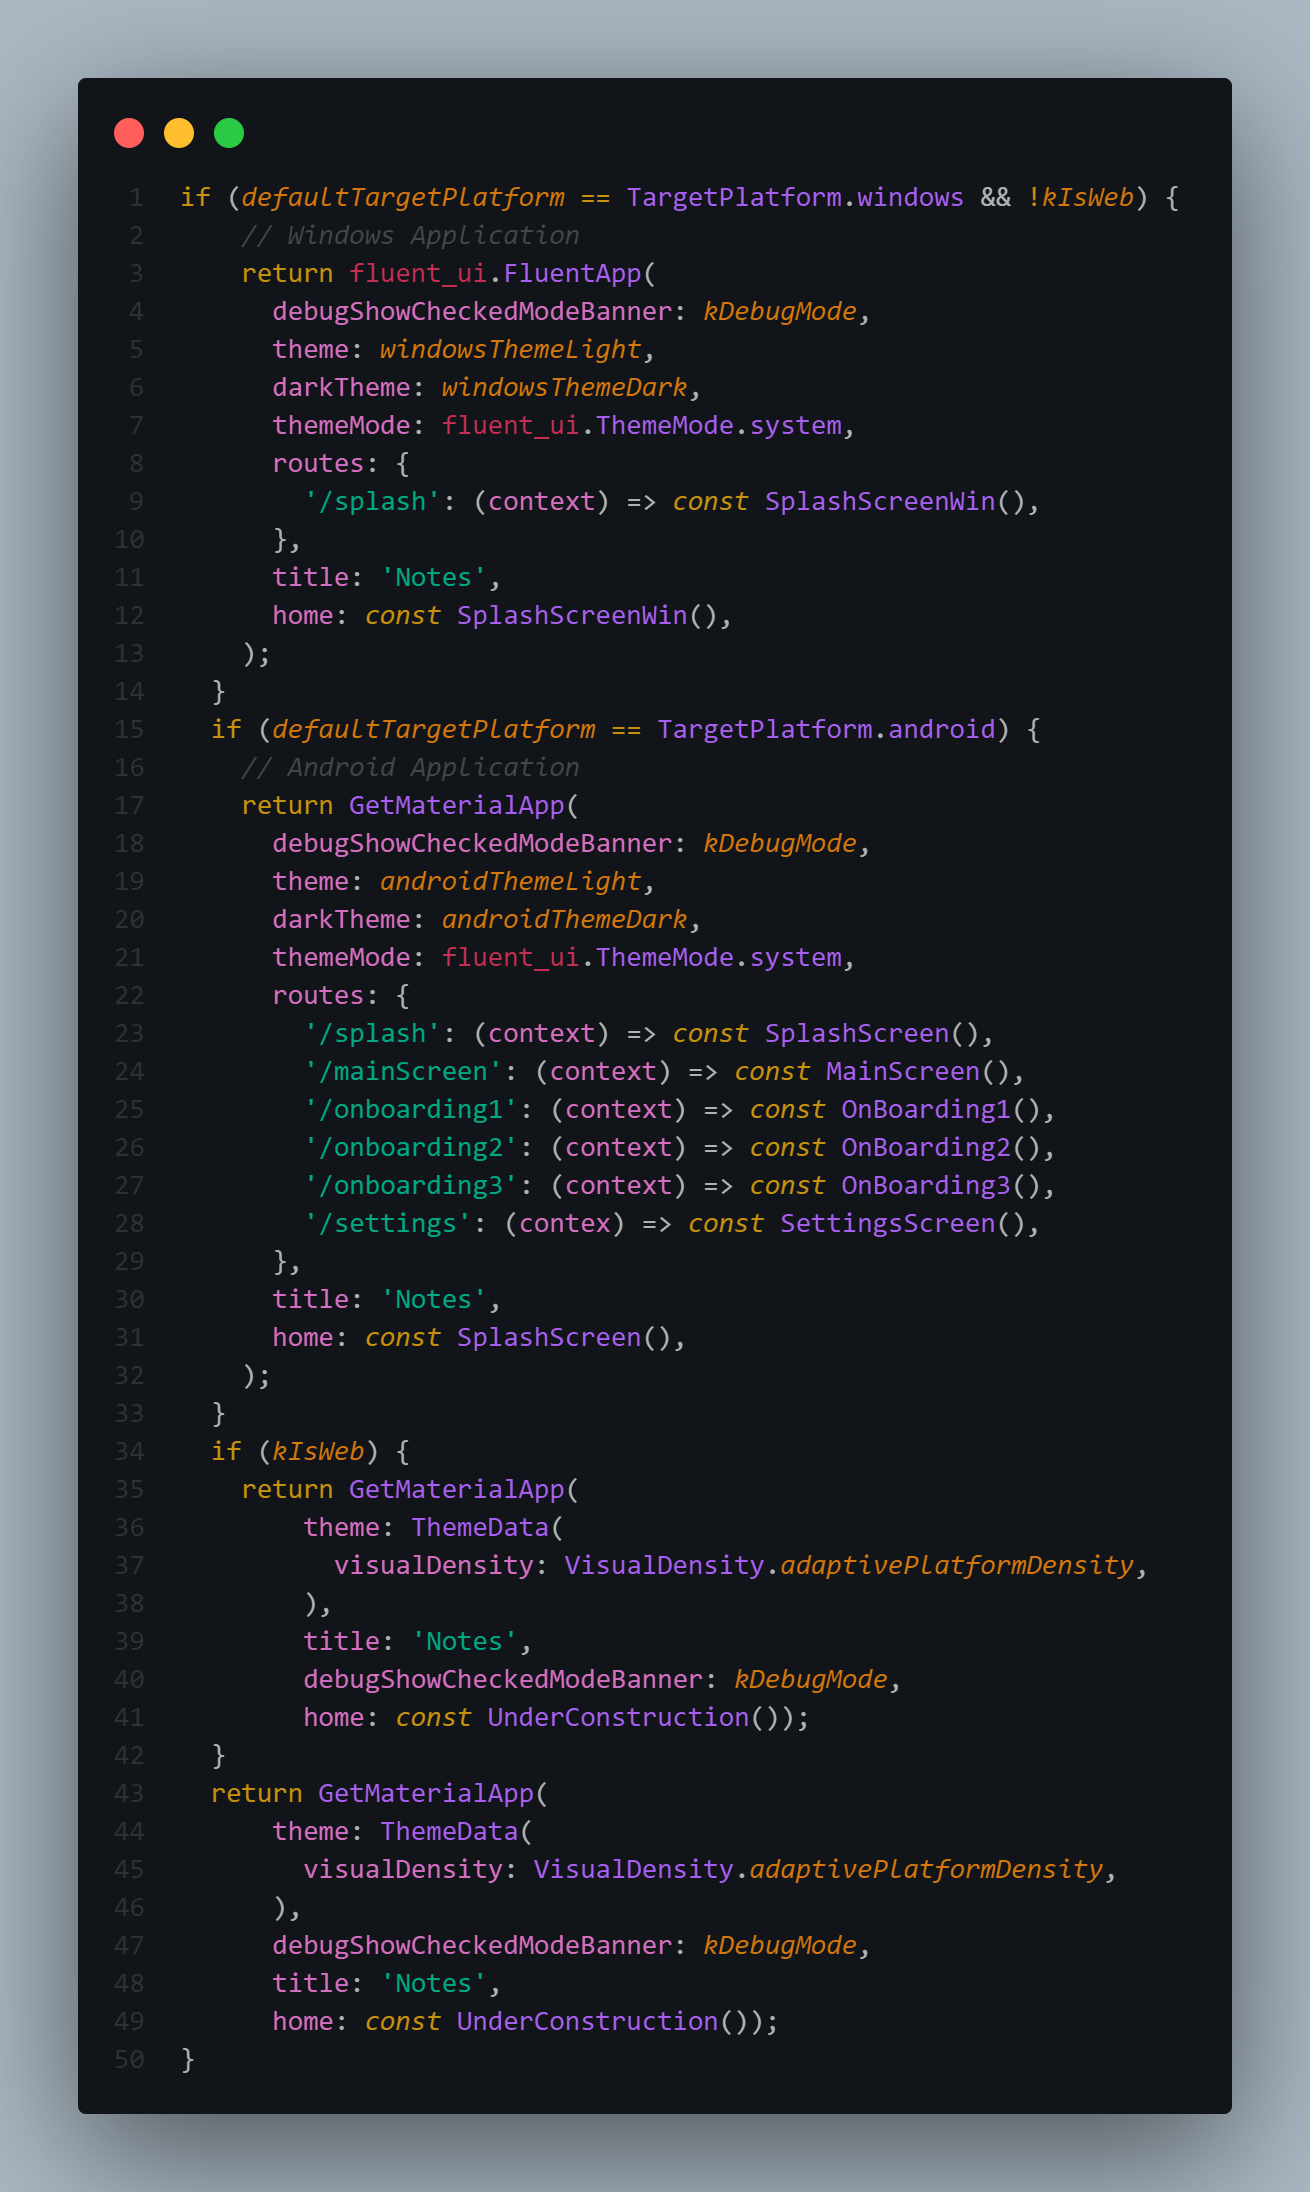 1 if (defaultTargetPlatform == TargetPlatform.windows && !kIsWeb) {
2     // Windows Application
3     return fluent_ui.FluentApp(
4       debugShowCheckedModeBanner: kDebugMode,
5       theme: windowsThemeLight,
6       darkTheme: windowsThemeDark,
7       themeMode: fluent_ui.ThemeMode.system,
8       routes: {
9         '/splash': (context) => const SplashScreenWin(),
10       },
11       title: 'Notes',
12       home: const SplashScreenWin(),
13     );
14   }
15   if (defaultTargetPlatform == TargetPlatform.android) {
16     // Android Application
17     return GetMaterialApp(
18       debugShowCheckedModeBanner: kDebugMode,
19       theme: androidThemeLight,
20       darkTheme: androidThemeDark,
21       themeMode: fluent_ui.ThemeMode.system,
22       routes: {
23         '/splash': (context) => const SplashScreen(),
24         '/mainScreen': (context) => const MainScreen(),
25         '/onboarding1': (context) => const OnBoarding1(),
26         '/onboarding2': (context) => const OnBoarding2(),
27         '/onboarding3': (context) => const OnBoarding3(),
28         '/settings': (contex) => const SettingsScreen(),
29       },
30       title: 'Notes',
31       home: const SplashScreen(),
32     );
33   }
34   if (kIsWeb) {
35     return GetMaterialApp(
36         theme: ThemeData(
37           visualDensity: VisualDensity.adaptivePlatformDensity,
38         ),
39         title: 'Notes',
40         debugShowCheckedModeBanner: kDebugMode,
41         home: const UnderConstruction());
42   }
43   return GetMaterialApp(
44       theme: ThemeData(
45         visualDensity: VisualDensity.adaptivePlatformDensity,
46       ),
47       debugShowCheckedModeBanner: kDebugMode,
48       title: 'Notes',
49       home: const UnderConstruction());
50 }